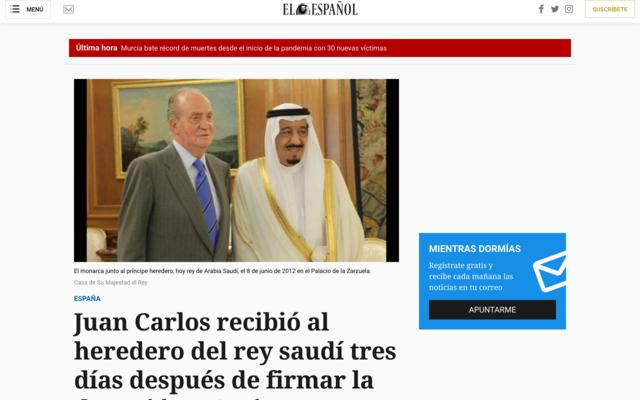 MENÚ
EL ESPAÑOL
SUSCRÍBETE
Última hora Murcia bate récord de muertes desde el inicio de la pandemia con 30 nuevas víctimas
El monarca junto al príncipe heredero, hoy rey de Arabia Saudí, el 8 de junio de 2012 en el Palacio de la Zarzuela.
Casa de Su Majestad el Rey
ESPAÑA
Juan Carlos recibió al
heredero del rey saudí tres
días después de firmar la
MIENTRAS DORMÍAS
Regístrate gratis y
recibe cada mañana las
noticias en tu correo
APUNTARME